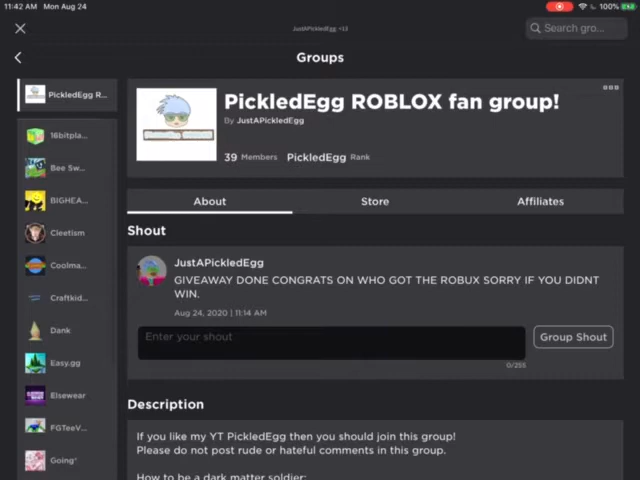 11:42 AM Mon Aug 24
100%
JustAPickledEgg: <13
Search gro...
Groups
PickledEgg R...
16bitpla...
Bee Sw...
BIGHEA...
Cleetism
Coolma...
Craftkid...
Dank
Easy.gg
Elsewear
FGTeeV...
Going*
PickledEgg ROBLOX fan group!
By JustAPickledEgg
39 Members PickledEgg Rank
About Store Affiliates
Shout
JustAPickledEgg
GIVEAWAY DONE CONGRATS ON WHO GOT THE ROBUX SORRY IF YOU DIDNT
WIN.
Aug 24, 2020 | 11:14 AM
Enter your shout
Group Shout
0/255
Description
If you like my YT PickledEgg then you should join this group!
Please do not post rude or hateful comments in this group.
How to be a dark matter soldier: